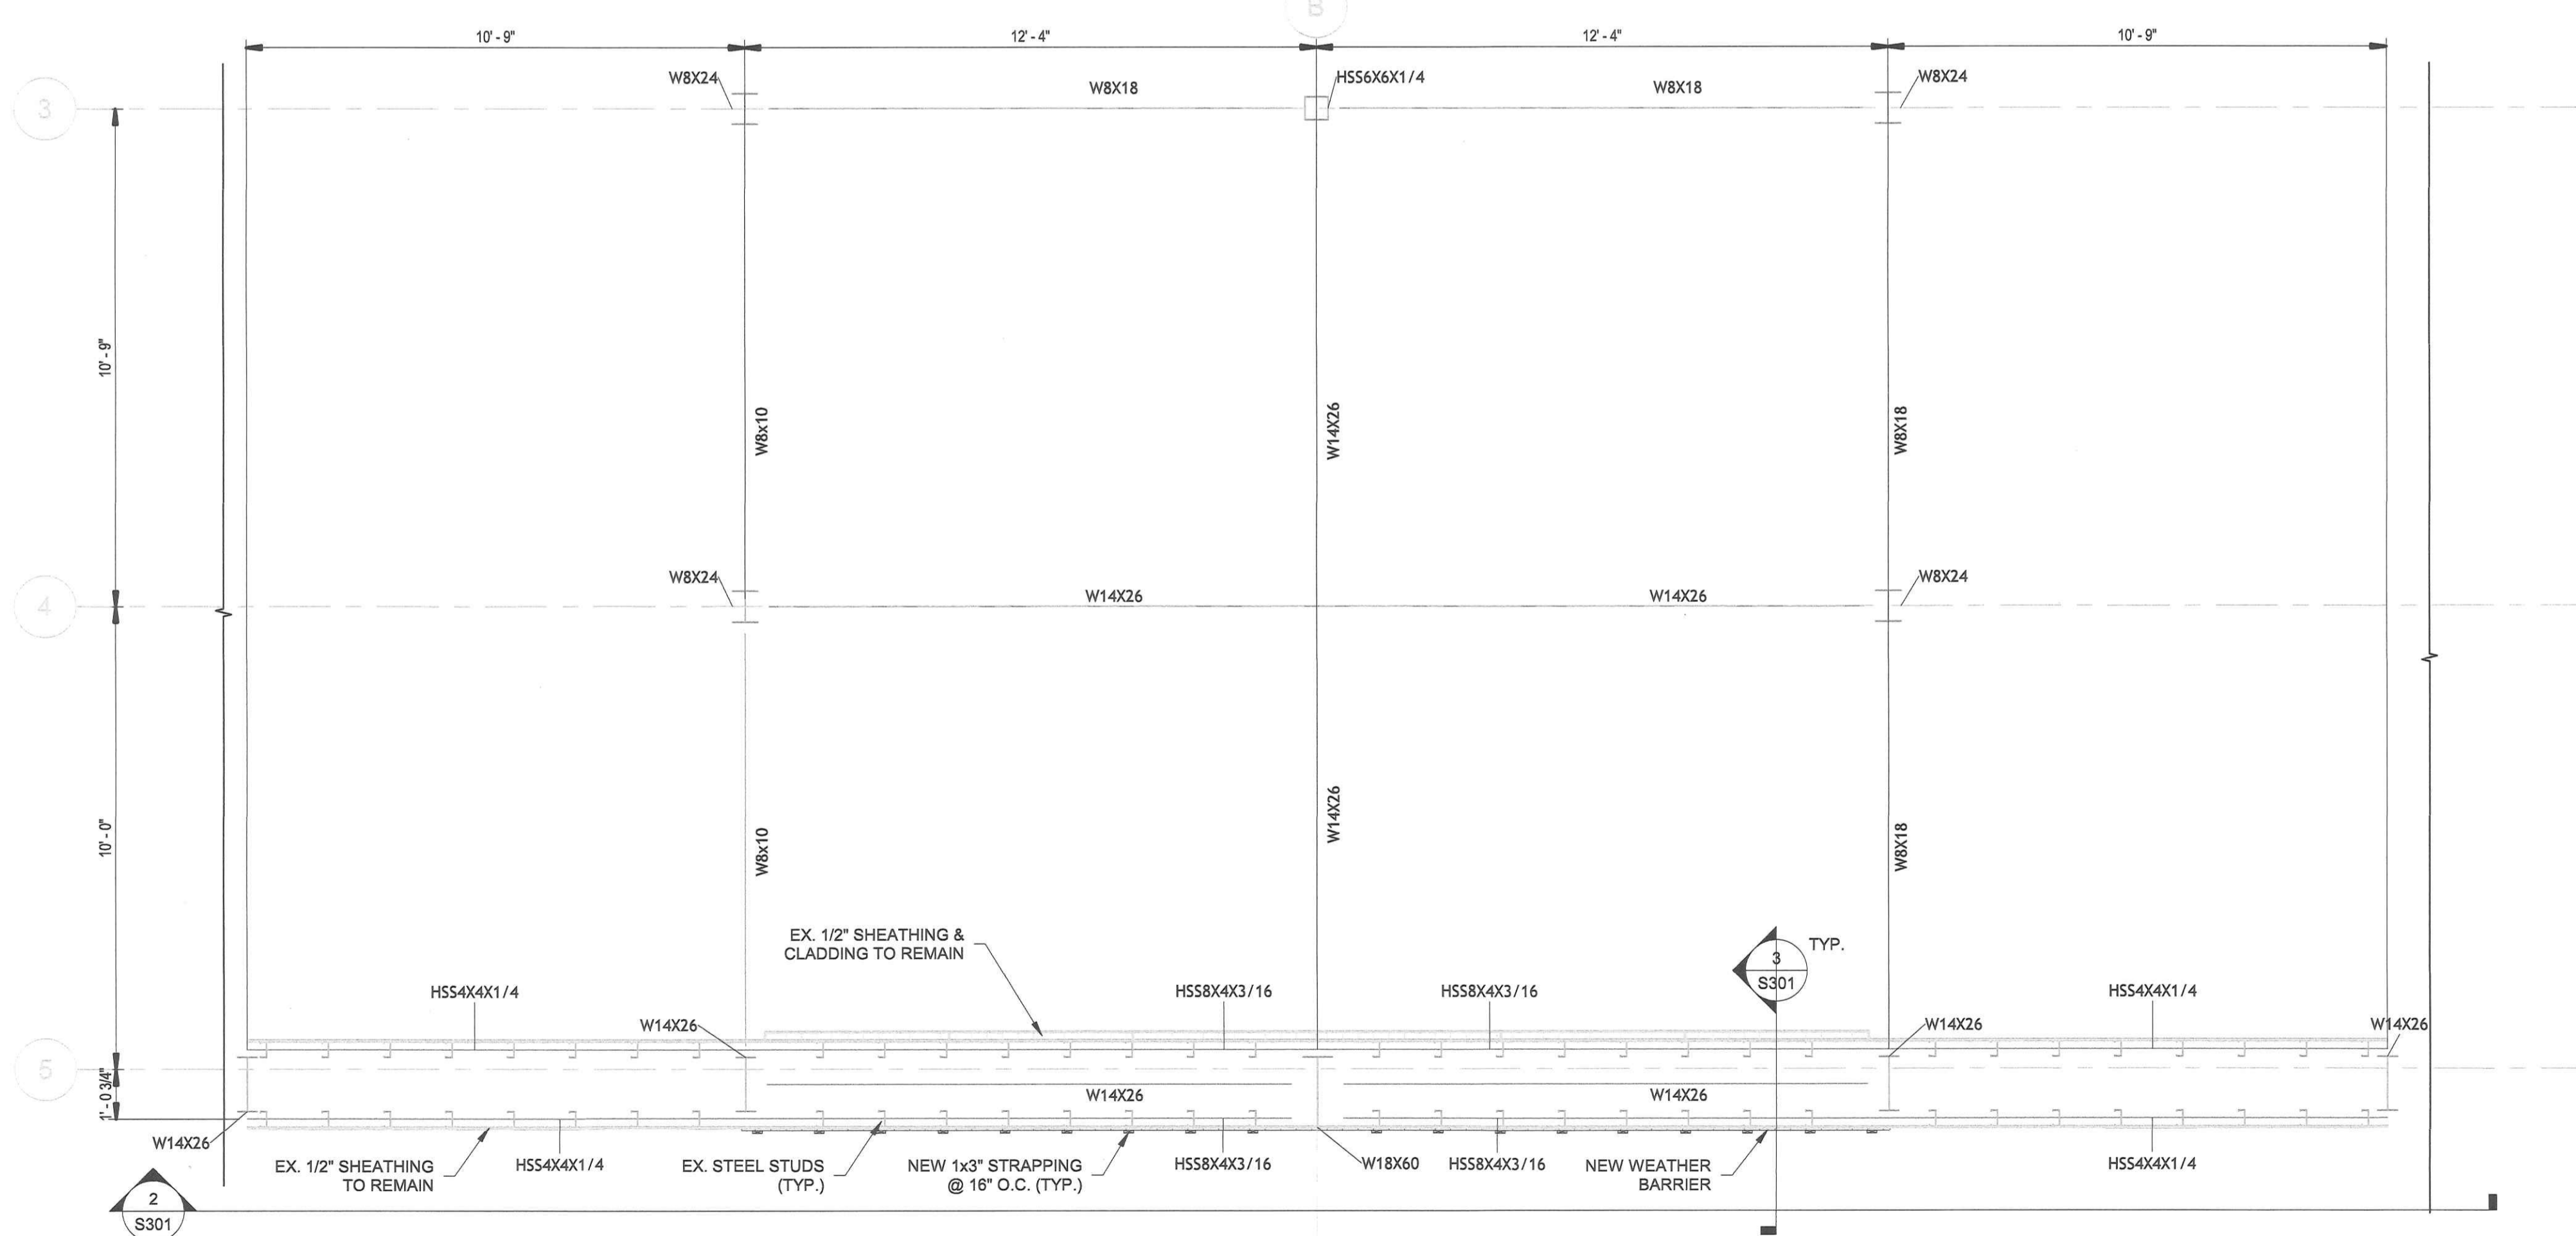 B
10' - 9"
12' - 4"
12' - 4"
10' - 9"
3
W8X24
W8X18
HSS6X6X1/4
W8X18
W8X24
10' - 9"
W8x10
W14X26
W8X18
4
W8X24
W14X26
W14X26
W8X24
10' - 0"
W8x10
W14X26
W8X18
EX. 1/2" SHEATHING &
CLADDING TO REMAIN
3
S301
TYP.
HSS4X4X1/4
HSS8X4X3/16
HSS8X4X3/16
HSS4X4X1/4
W14X26
W14X26
W14X26
5
1' - 0 3/4"
W14X26
W14X26
W14X26
EX. 1/2" SHEATHING
TO REMAIN
HSS4X4X1/4
EX. STEEL STUDS
(TYP.)
NEW 1x3" STRAPPING
@ 16" O.C. (TYP.)
HSS8X4X3/16
W18X60
HSS8X4X3/16
NEW WEATHER
BARRIER
HSS4X4X1/4
2
S301